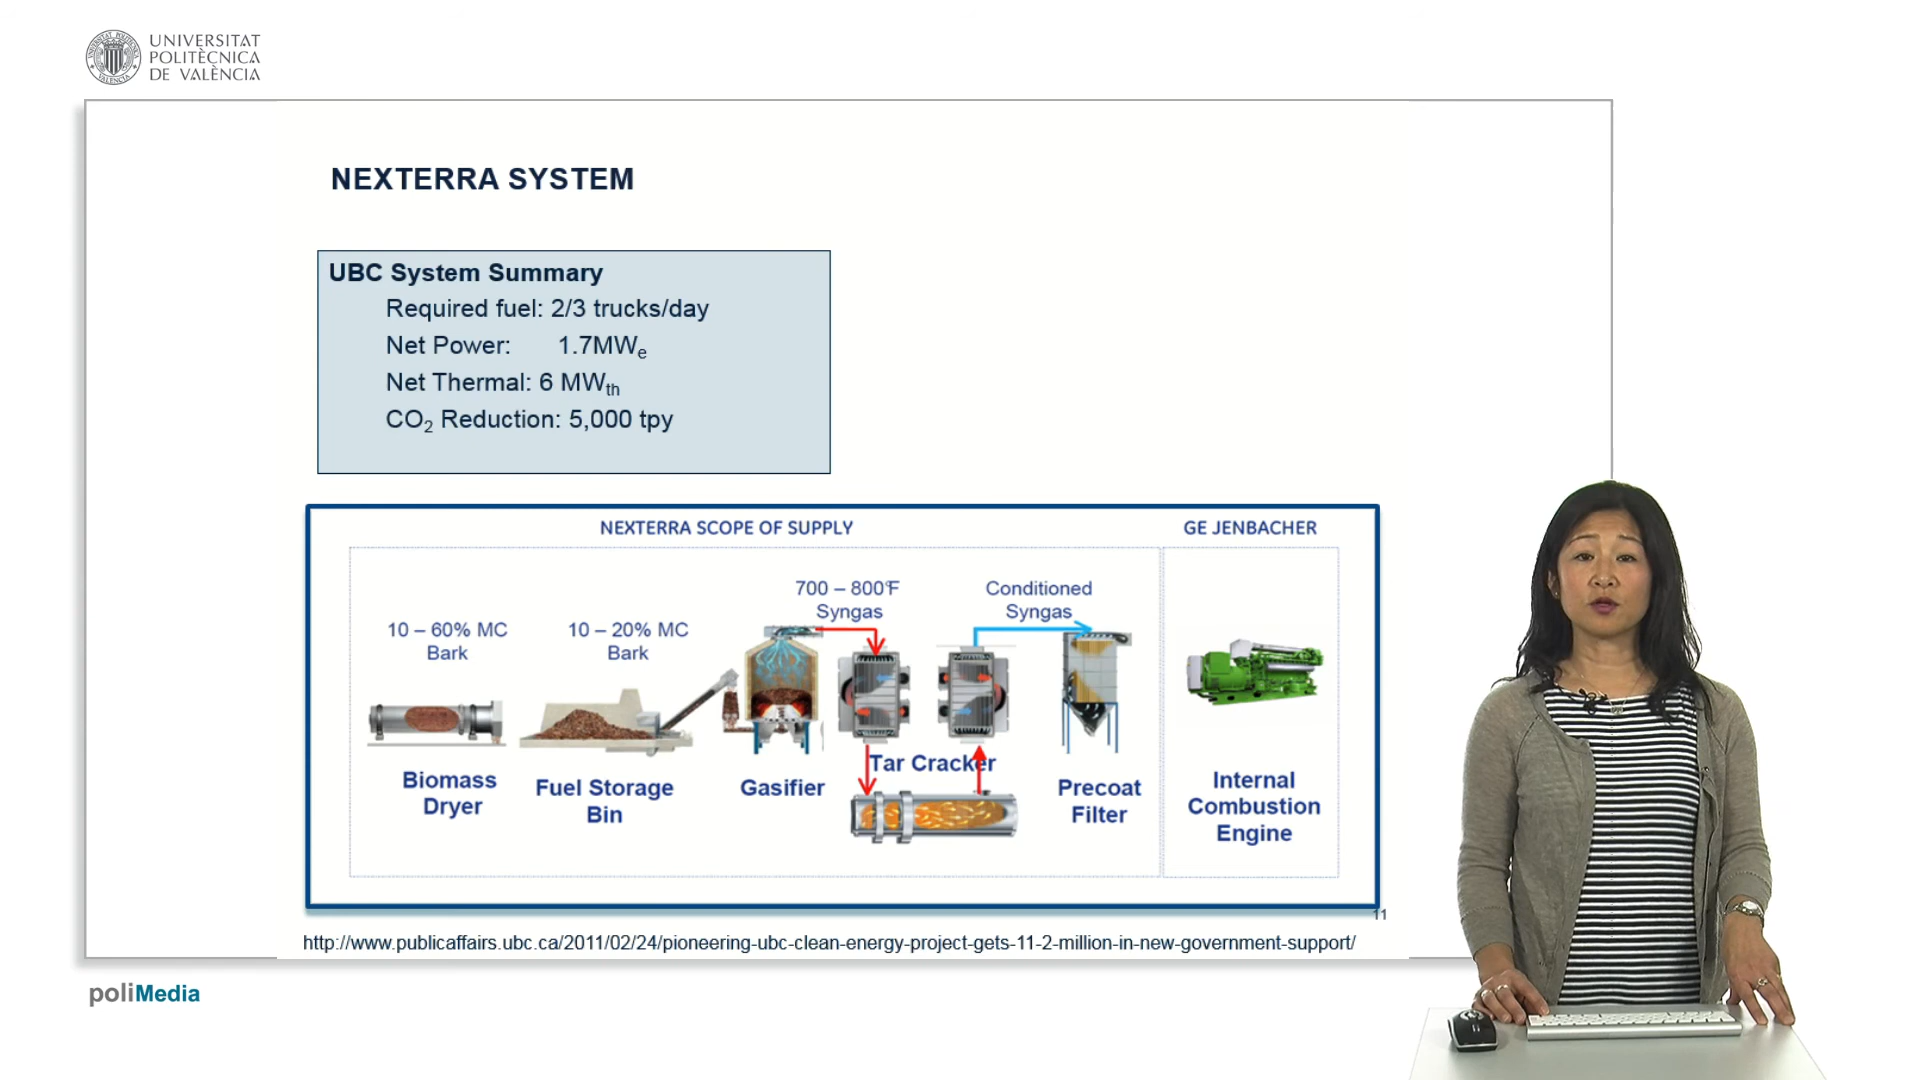 UNIVERSITAT
POLITÈCNICA
DE VALÈNCIA
NEXTERRA SYSTEM
UBC System Summary
Required fuel: 2/3 trucks/day
Net Power: 1.7MWe
Net Thermal: 6 MWth
CO2 Reduction: 5,000 tpy
NEXTERRA SCOPE OF SUPPLY
GE JENBACHER
700 – 800°F
Syngas
Conditioned
Syngas
10 – 60% MC
Bark
10 – 20% MC
Bark
Biomass
Dryer
Fuel Storage
Bin
Gasifier
Tar Cracker
Precoat
Filter
Internal
Combustion
Engine
11
http://www.publicaffairs.ubc.ca/2011/02/24/pioneering-ubc-clean-energy-project-gets-11-2-million-in-new-government-support/
poliMedia